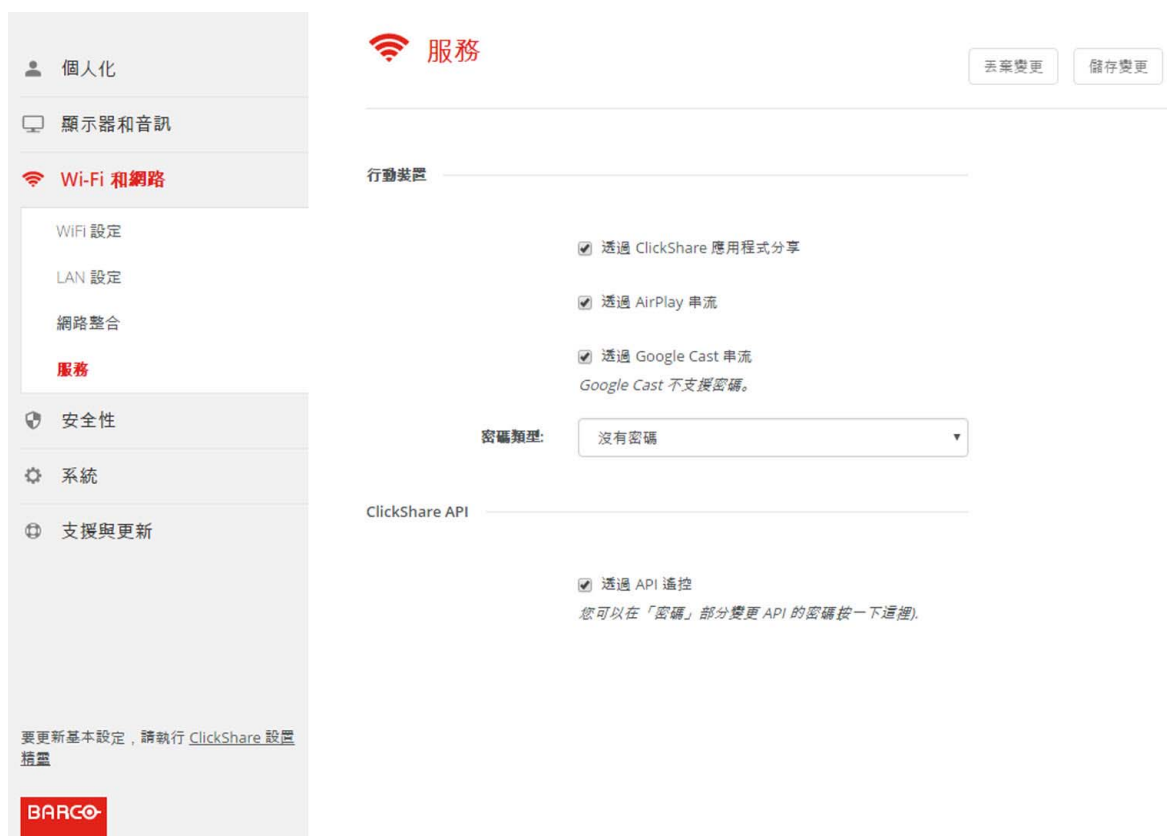 個人化
顯示器和音訊
Wi-Fi 和網路
WiFi 設定
LAN 設定
網路整合
服務
安全性
系統
支援與更新
要更新基本設定，請執行 ClickShare 設置
精靈
BARCO
服務
丟棄變更
儲存變更
行動裝置
透過 ClickShare 應用程式分享
透過 AirPlay 串流
透過 Google Cast 串流
Google Cast 不支援密碼。
密碼類型: 沒有密碼
ClickShare API
透過 API 遙控
您可以在「密碼」部分變更 API 的密碼按一下這裡).